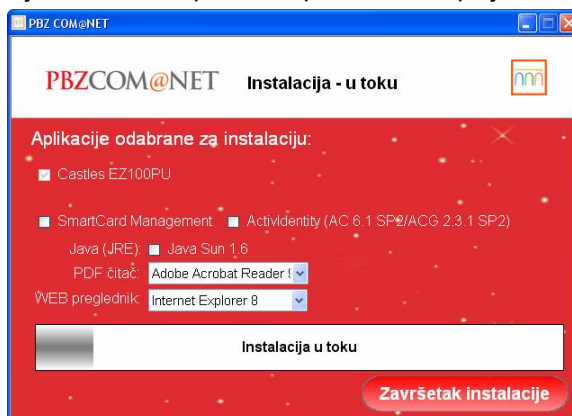 PBZ COM@NET
PBZCOM@NET Instalacija - u toku
Aplikacije odabrane za instalaciju:
Castles EZ100PU
SmartCard Management ActivIdentity (AC 6.1 SP2/ACG 2.3.1 SP2)
Java (JRE): Java Sun 1.6
PDF čitač: Adobe Acrobat Reader
WEB preglednik: Internet Explorer 8
Instalacija u toku
Završetak instalacije